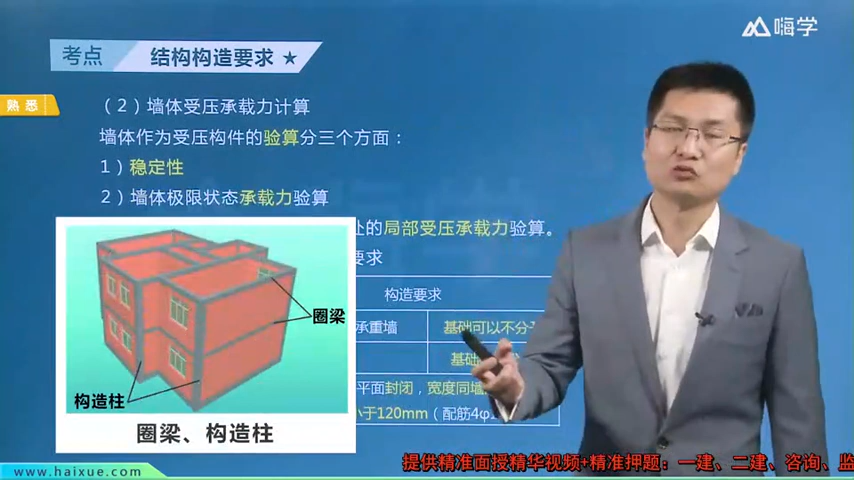 考点 结构构造要求 ★
嗨学
熟悉
（2）墙体受压承载力计算
墙体作为受压构件的验算分三个方面：
1）稳定性
2）墙体极限状态承载力验算
处的局部受压承载力验算。
要求
构造要求
承重墙 基础可以不分
基础
平面封闭，宽度同墙
小于120mm（配筋4φ
圈梁
构造柱
圈梁、构造柱
www.haixue.com
提供精准面授精华视频+精准押题：一建、二建、咨询、监